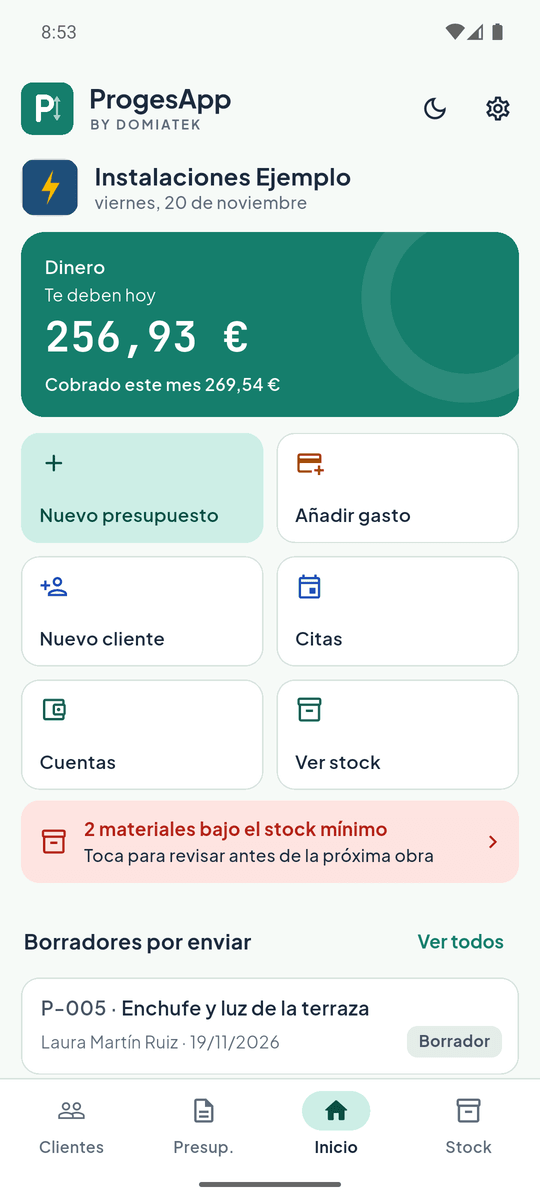 8:53
ProgesApp
BY DOMIATEK
Instalaciones Ejemplo
viernes, 20 de noviembre
Dinero
Te deben hoy
256,93 €
Cobrado este mes 269,54 €
Nuevo presupuesto
Añadir gasto
Nuevo cliente
Citas
Cuentas
Ver stock
2 materiales bajo el stock mínimo
Toca para revisar antes de la próxima obra
Borradores por enviar
Ver todos
P-005 · Enchufe y luz de la terraza
Laura Martín Ruiz · 19/11/2026
Borrador
Clientes
Presup.
Inicio
Stock